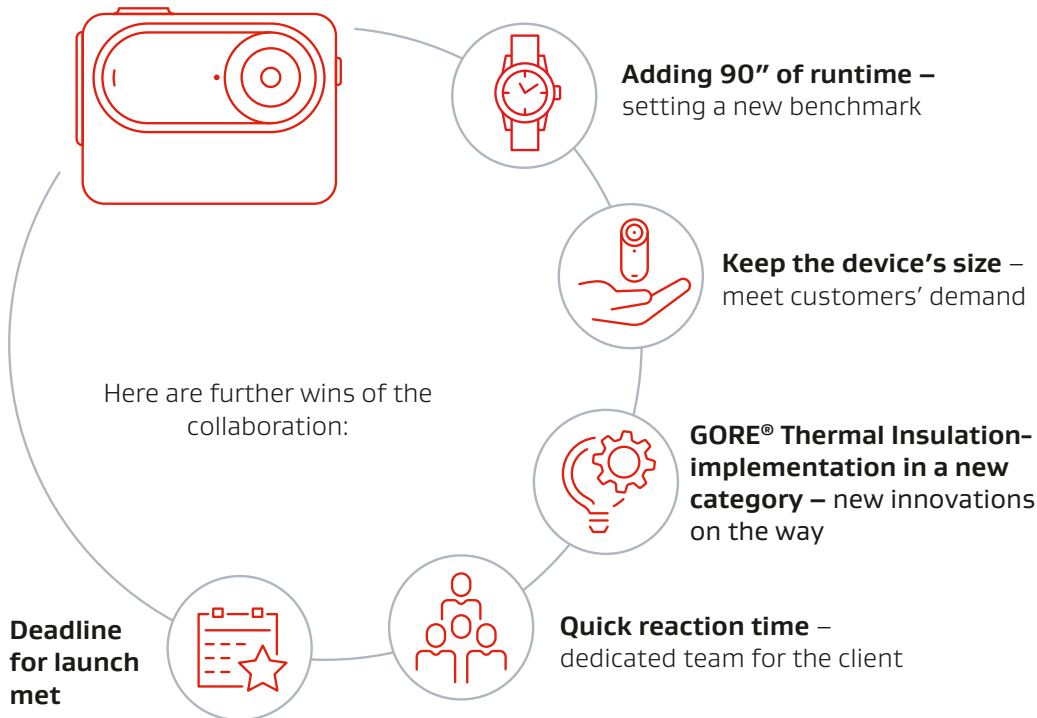 Adding 90″ of runtime –
setting a new benchmark
Keep the device’s size –
meet customers’ demand
Here are further wins of the
collaboration:
GORE® Thermal Insulation-
implementation in a new
category – new innovations
on the way
Quick reaction time –
dedicated team for the client
Deadline
for launch
met